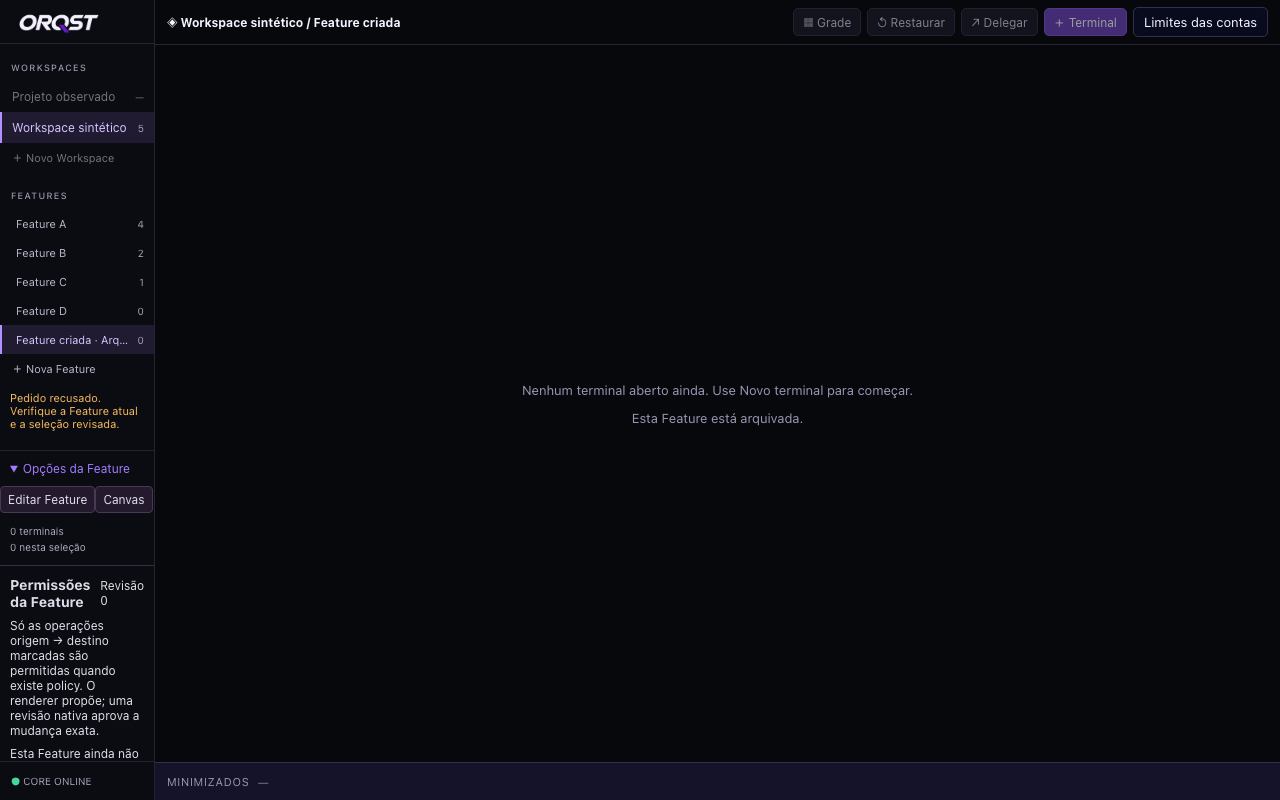 ORQST
◈ Workspace sintético / Feature criada
▦ Grade
↺ Restaurar
↗ Delegar
+ Terminal
Limites das contas
WORKSPACES
Projeto observado —
Workspace sintético 5
+ Novo Workspace
FEATURES
Feature A 4
Feature B 2
Feature C 1
Feature D 0
Feature criada · Arq... 0
+ Nova Feature
Pedido recusado.
Verifique a Feature atual
e a seleção revisada.
▼ Opções da Feature
Editar Feature
Canvas
0 terminais
0 nesta seleção
Permissões
da Feature
Revisão
0
Só as operações
origem → destino
marcadas são
permitidas quando
existe policy. O
renderer propõe; uma
revisão nativa aprova a
mudança exata.
Esta Feature ainda não
CORE ONLINE
Nenhum terminal aberto ainda. Use Novo terminal para começar.
Esta Feature está arquivada.
MINIMIZADOS —